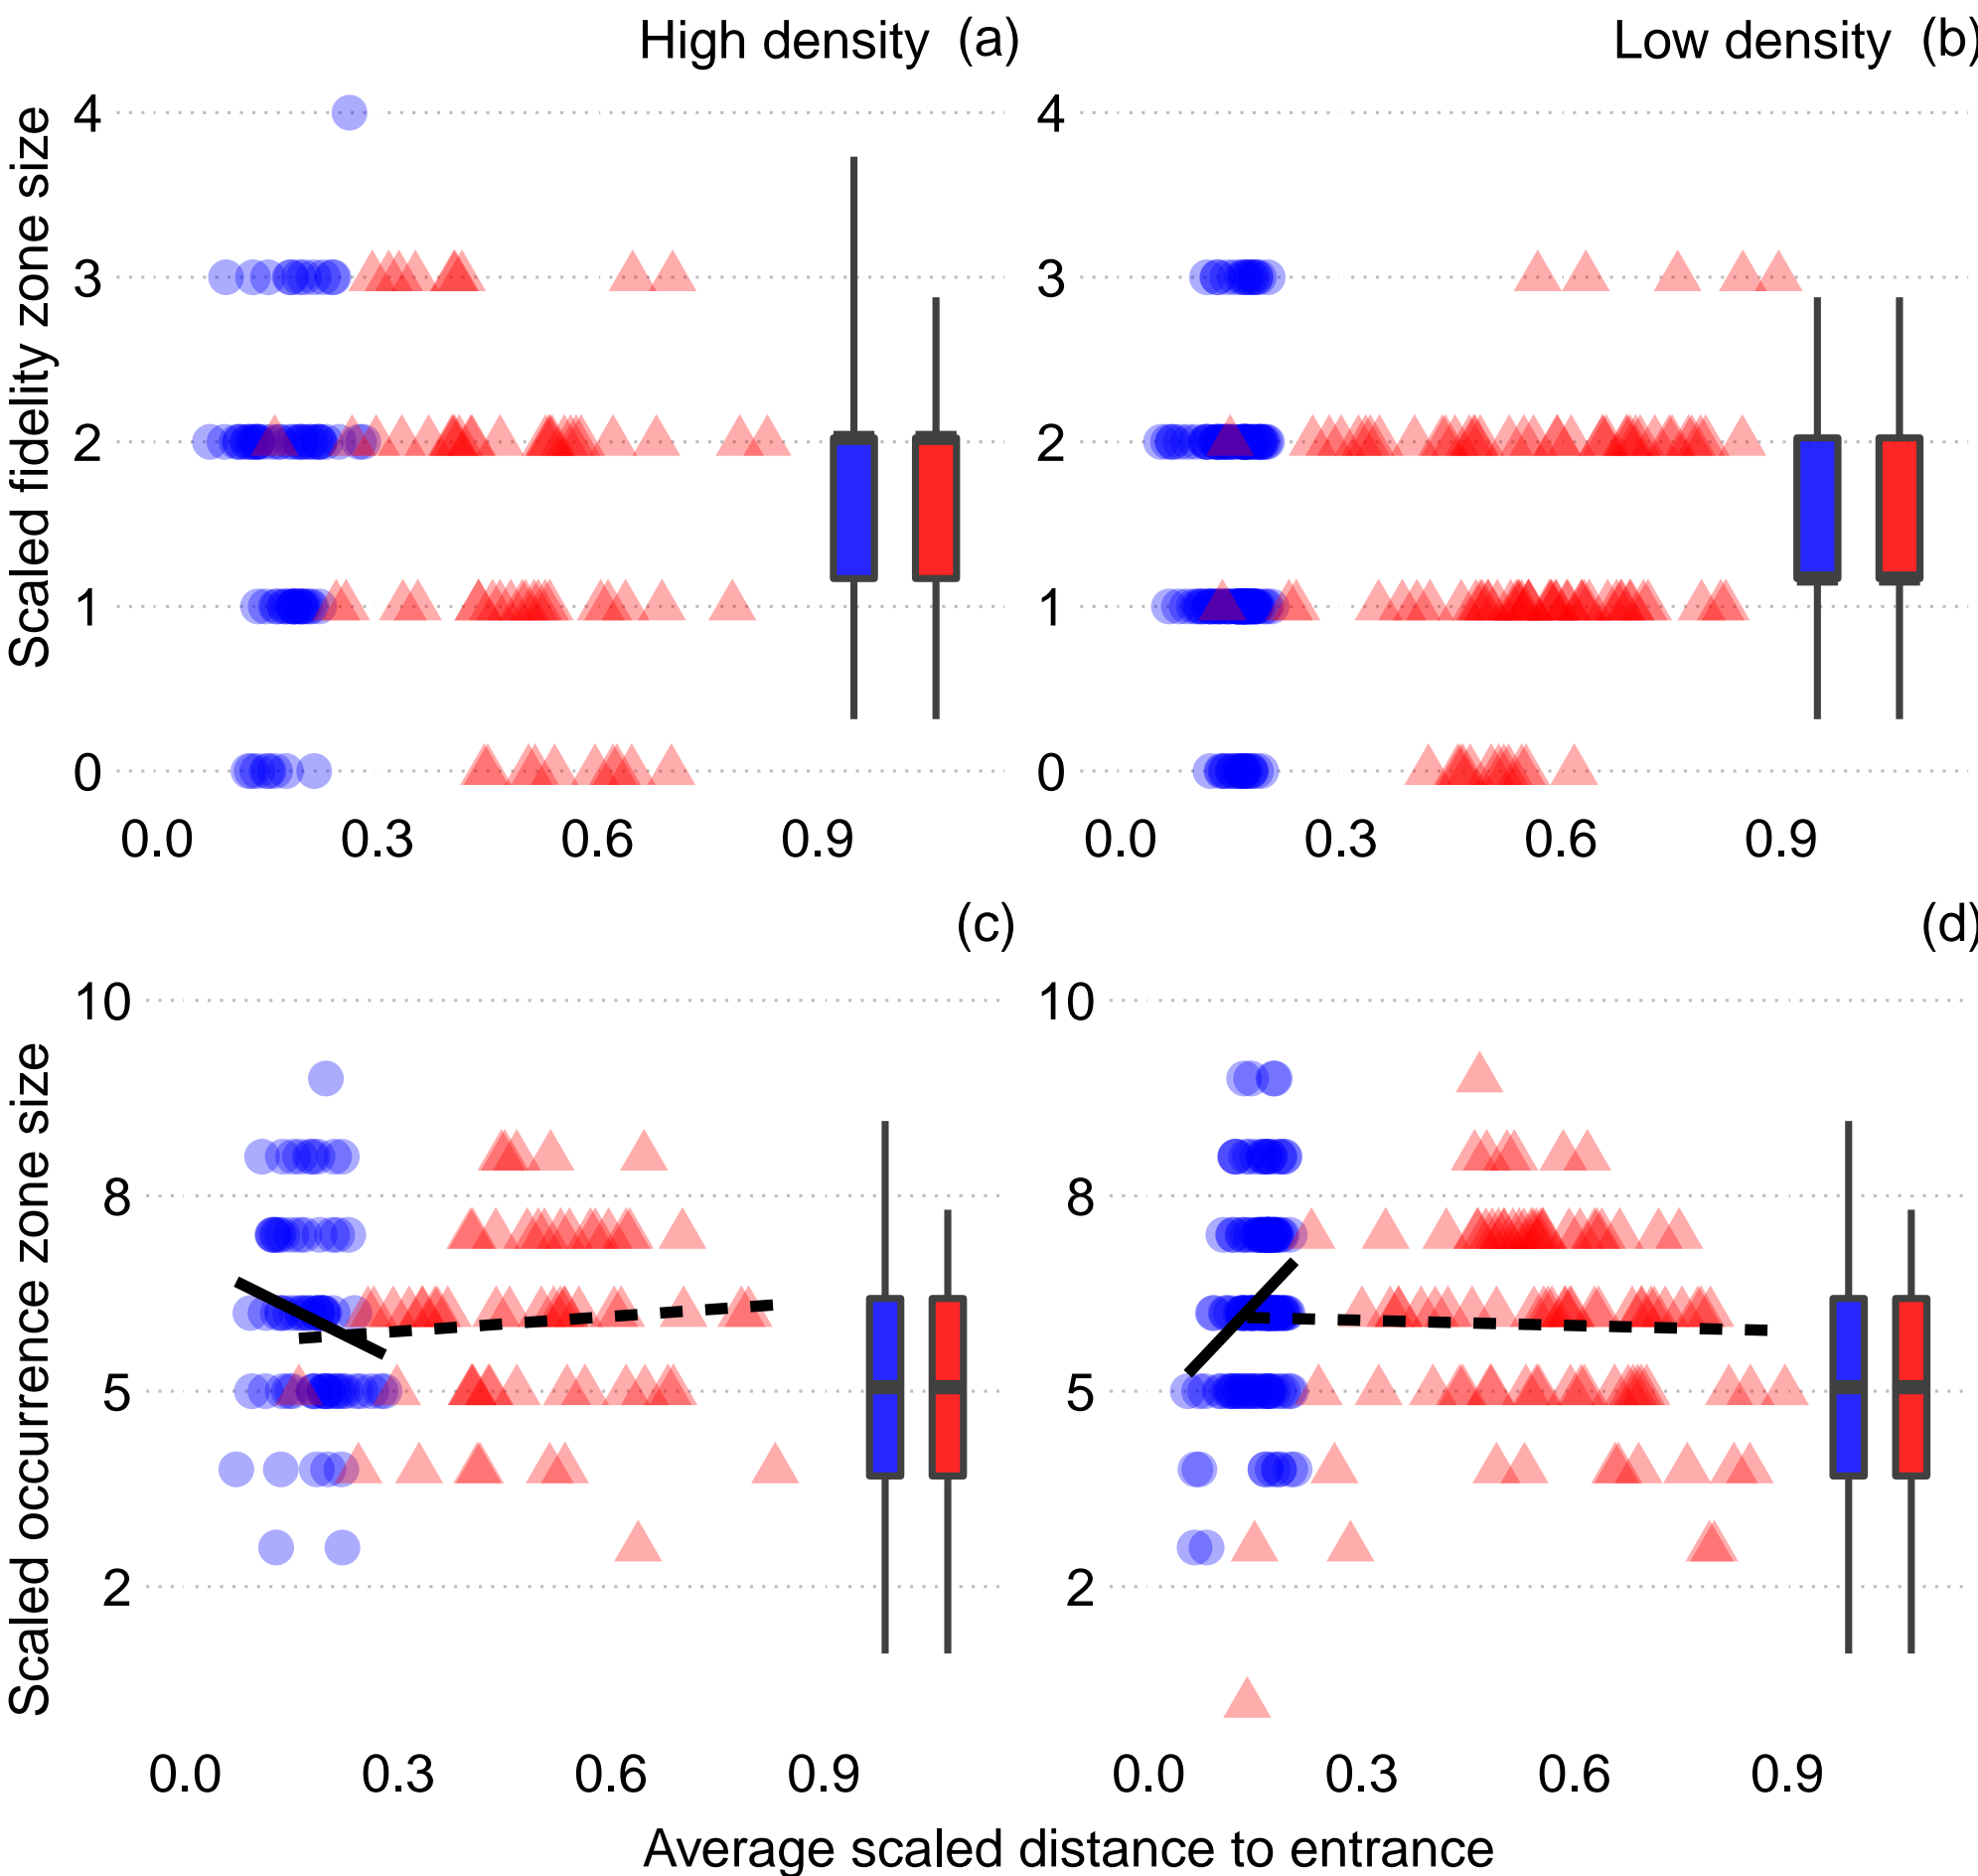 High density (a)
Low density (b)
Scaled fidelity zone size
4
3
2
1
0
0.0 0.3 0.6 0.9
4
3
2
1
0
0.0 0.3 0.6 0.9
(c)
(d)
Scaled occurrence zone size
10
8
5
2
0.0 0.3 0.6 0.9
10
8
5
2
0.0 0.3 0.6 0.9
Average scaled distance to entrance